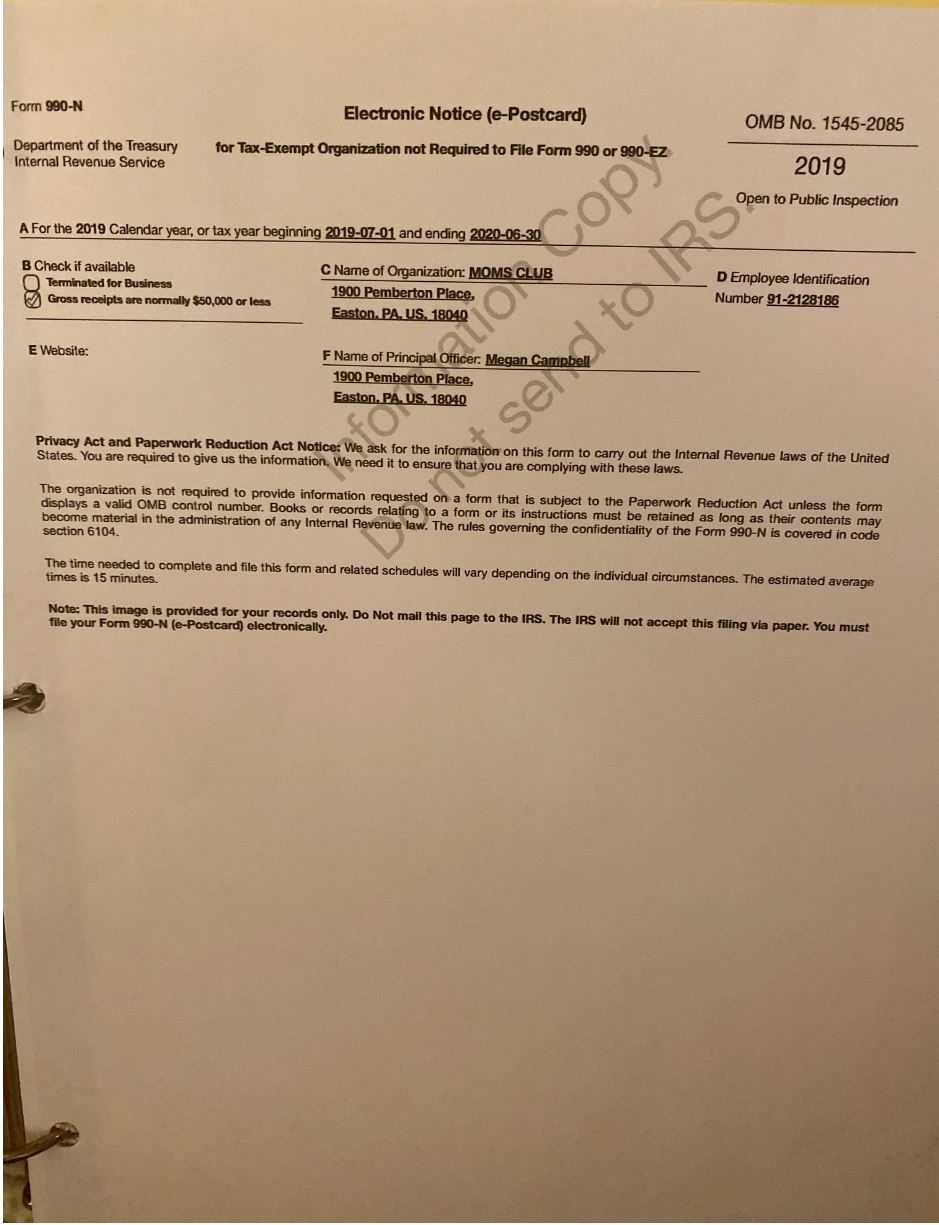 Form 990-N
Electronic Notice (e-Postcard)
OMB No. 1545-2085
Department of the Treasury
Internal Revenue Service
for Tax-Exempt Organization not Required to File Form 990 or 990-EZ
2019
Open to Public Inspection
A For the 2019 Calendar year, or tax year beginning 2019-07-01 and ending 2020-06-30
B Check if available
Terminated for Business
Gross receipts are normally $50,000 or less
C Name of Organization: MOMS CLUB
1900 Pemberton Place,
Easton, PA, US, 18040
D Employee Identification
Number 91-2128186
E Website:
F Name of Principal Officer: Megan Campbell
1900 Pemberton Place,
Easton, PA, US, 18040
Privacy Act and Paperwork Reduction Act Notice: We ask for the information on this form to carry out the Internal Revenue laws of the United
States. You are required to give us the information. We need it to ensure that you are complying with these laws.
The organization is not required to provide information requested on a form that is subject to the Paperwork Reduction Act unless the form
displays a valid OMB control number. Books or records relating to a form or its instructions must be retained as long as their contents may
become material in the administration of any Internal Revenue law. The rules governing the confidentiality of the Form 990-N is covered in code
section 6104.
The time needed to complete and file this form and related schedules will vary depending on the individual circumstances. The estimated average
times is 15 minutes.
Note: This image is provided for your records only. Do Not mail this page to the IRS. The IRS will not accept this filing via paper. You must
file your Form 990-N (e-Postcard) electronically.
Information Copy
Do not send to IRS.